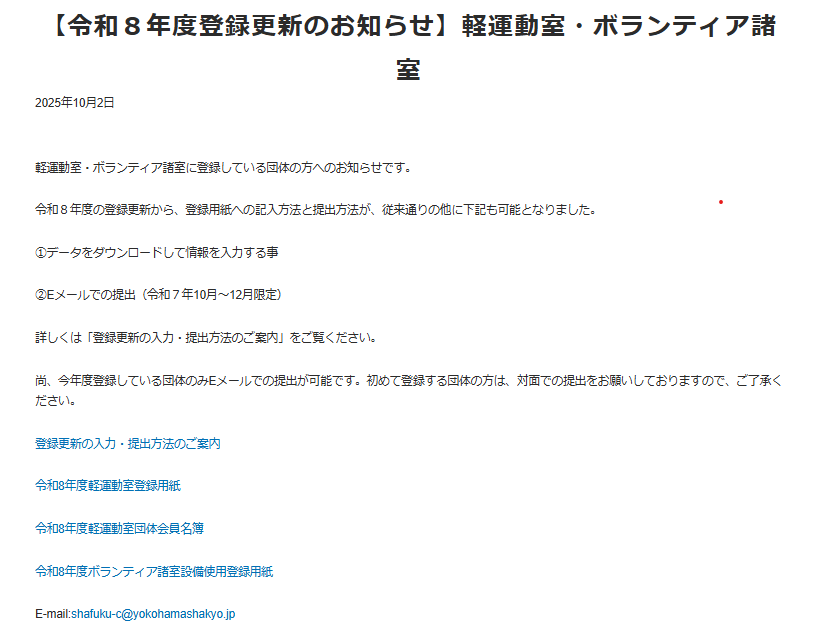 【令和８年度登録更新のお知らせ】軽運動室・ボランティア諸
室
2025年10月2日
軽運動室・ボランティア諸室に登録している団体の方へのお知らせです。
令和８年度の登録更新から、登録用紙への記入方法と提出方法が、従来通りの他に下記も可能となりました。
①データをダウンロードして情報を入力する事
②Eメールでの提出（令和７年10月～12月限定）
詳しくは「登録更新の入力・提出方法のご案内」をご覧ください。
尚、今年度登録している団体のみEメールでの提出が可能です。初めて登録する団体の方は、対面での提出をお願いしておりますので、ご了承く
ださい。
登録更新の入力・提出方法のご案内
令和8年度軽運動室登録用紙
令和8年度軽運動室団体会員名簿
令和8年度ボランティア諸室設備使用登録用紙
E-mail:shafuku-c@yokohamashakyo.jp